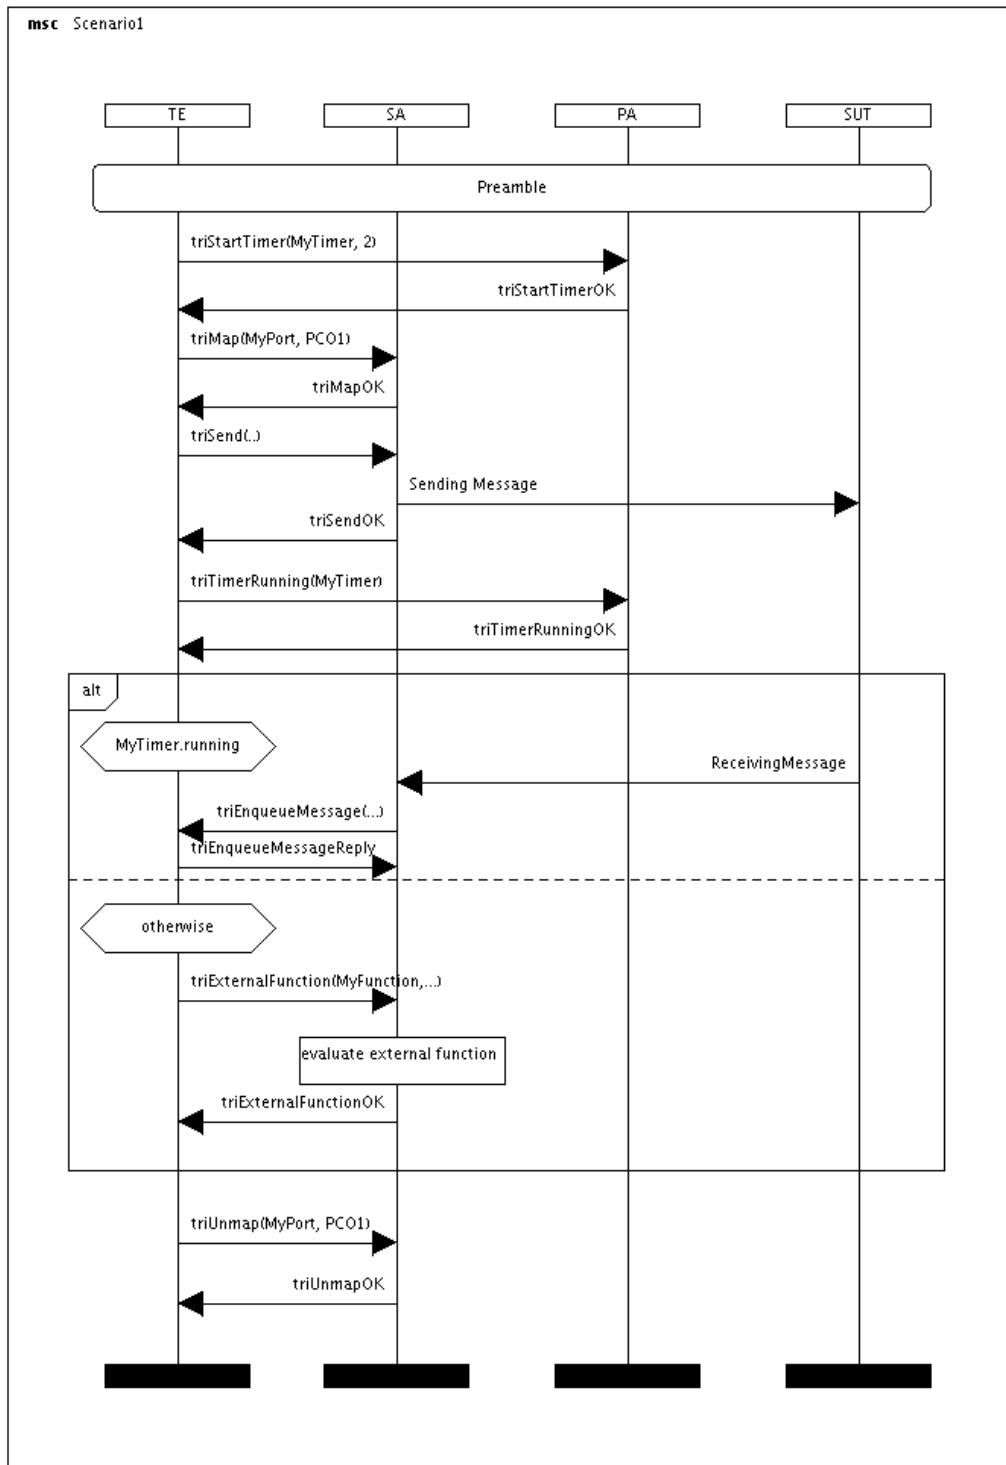 msc Scenario1
TE SA PA SUT
Preamble
triStartTimer(MyTimer, 2)
triStartTimerOK
triMap(MyPort, PCO1)
triMapOK
triSend(..)
Sending Message
triSendOK
triTimerRunning(MyTimer)
triTimerRunningOK
alt
MyTimer.running
ReceivingMessage
triEnqueueMessage(...)
triEnqueueMessageReply
otherwise
triExternalFunction(MyFunction,...)
evaluate external function
triExternalFunctionOK
triUnmap(MyPort, PCO1)
triUnmapOK